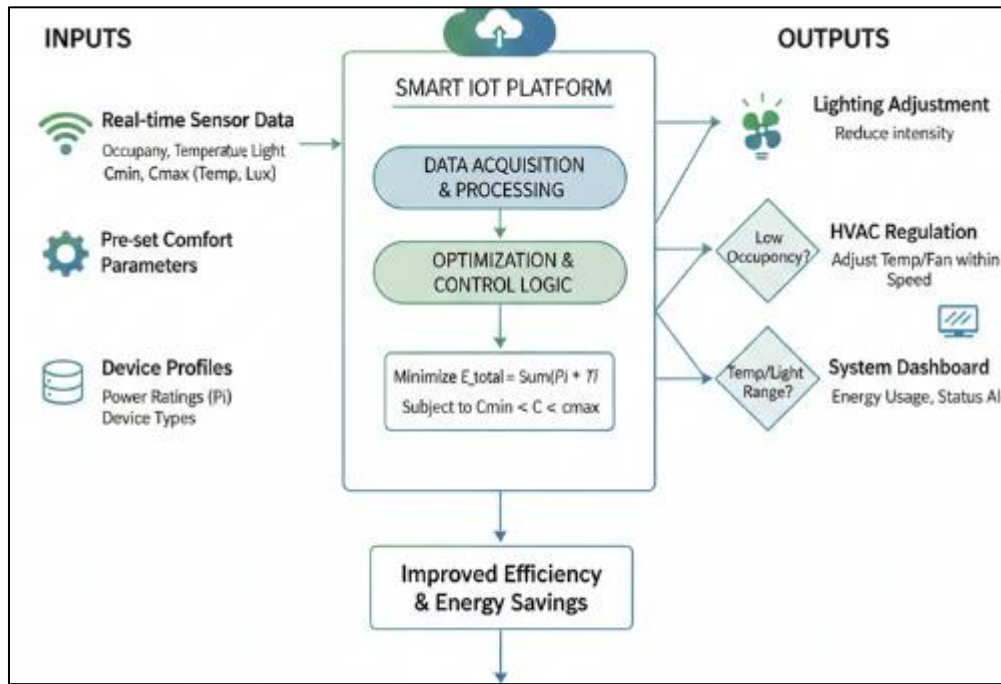 INPUTS
Real-time Sensor Data
Occupany, Temperature Light
Cmin, Cmax (Temp, Lux)
Pre-set Comfort
Parameters
Device Profiles
Power Ratings (Pi)
Device Types
SMART IOT PLATFORM
DATA ACQUISITION
& PROCESSING
OPTIMIZATION &
CONTROL LOGIC
Minimize E_total = Sum(Pi * Ti
Subject to Cmin < C < cmax
Improved Efficiency
& Energy Savings
OUTPUTS
Lighting Adjustment
Reduce intensity
Low
Occuponcy?
HVAC Regulation
Adjust Temp/Fan within
Speed
Temp/Light
Range?
System Dashboard
Energy Usage, Status Al